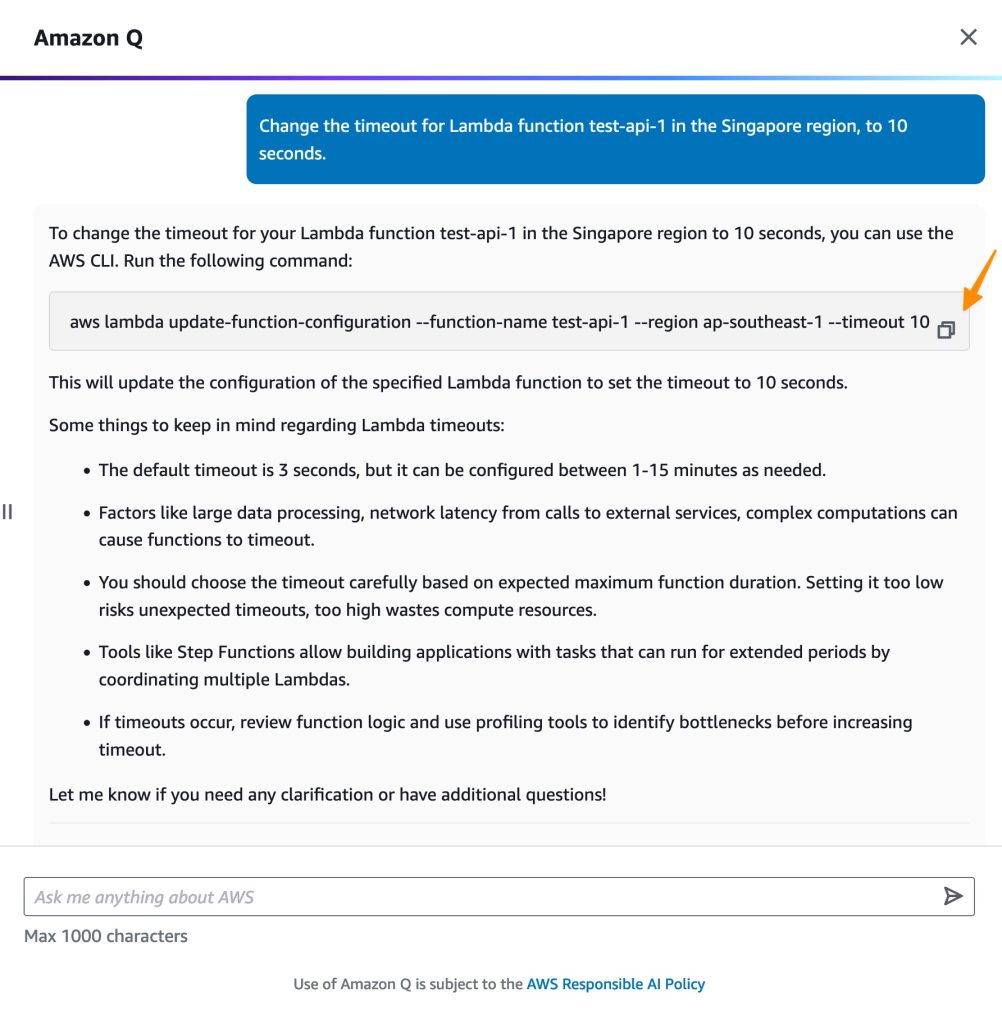 Amazon Q
Change the timeout for Lambda function test-api-1 in the Singapore region, to 10
seconds.
To change the timeout for your Lambda function test-api-1 in the Singapore region to 10 seconds, you can use the
AWS CLI. Run the following command:
aws lambda update-function-configuration --function-name test-api-1 --region ap-southeast-1 --timeout 10
This will update the configuration of the specified Lambda function to set the timeout to 10 seconds.
Some things to keep in mind regarding Lambda timeouts:
• The default timeout is 3 seconds, but it can be configured between 1-15 minutes as needed.
• Factors like large data processing, network latency from calls to external services, complex computations can
cause functions to timeout.
• You should choose the timeout carefully based on expected maximum function duration. Setting it too low
risks unexpected timeouts, too high wastes compute resources.
• Tools like Step Functions allow building applications with tasks that can run for extended periods by
coordinating multiple Lambdas.
• If timeouts occur, review function logic and use profiling tools to identify bottlenecks before increasing
timeout.
Let me know if you need any clarification or have additional questions!
Ask me anything about AWS
Max 1000 characters
Use of Amazon Q is subject to the AWS Responsible AI Policy